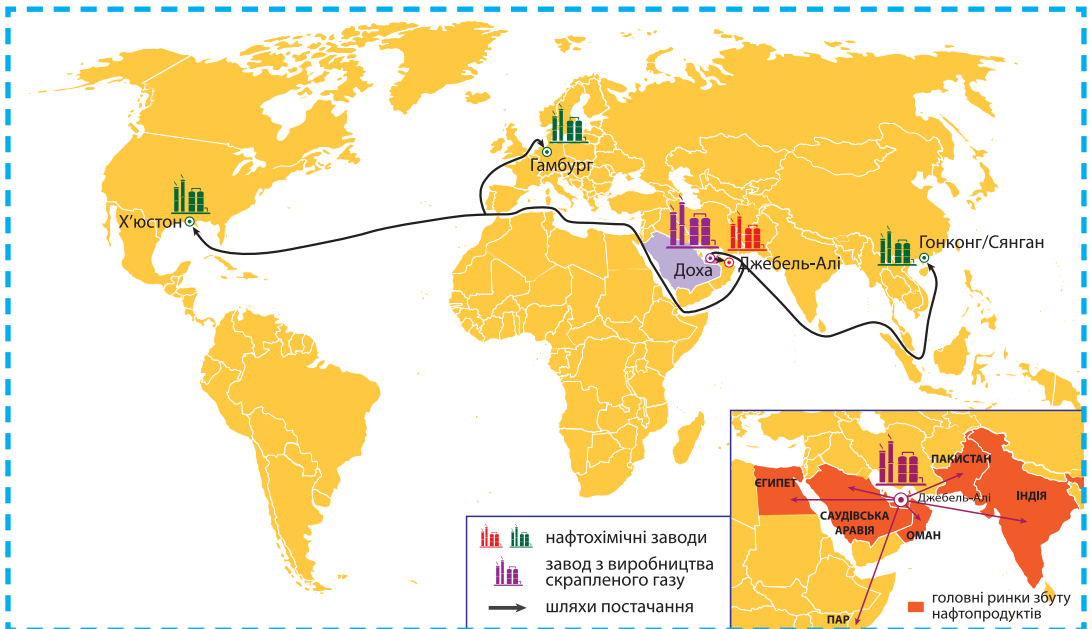 Гамбург
Х'юстон
Гонконг/Сянган
Доха
Джебель-Алі
ПАКИСТАН
ЄГИПЕТ
Джебель-Алі
ІНДІЯ
САУДІВСЬКА
АРАВІЯ
ОМАН
ПАР
головні ринки збуту
нафтопродуктів
нафтохімічні заводи
завод з виробництва
скрапленого газу
шляхи постачання